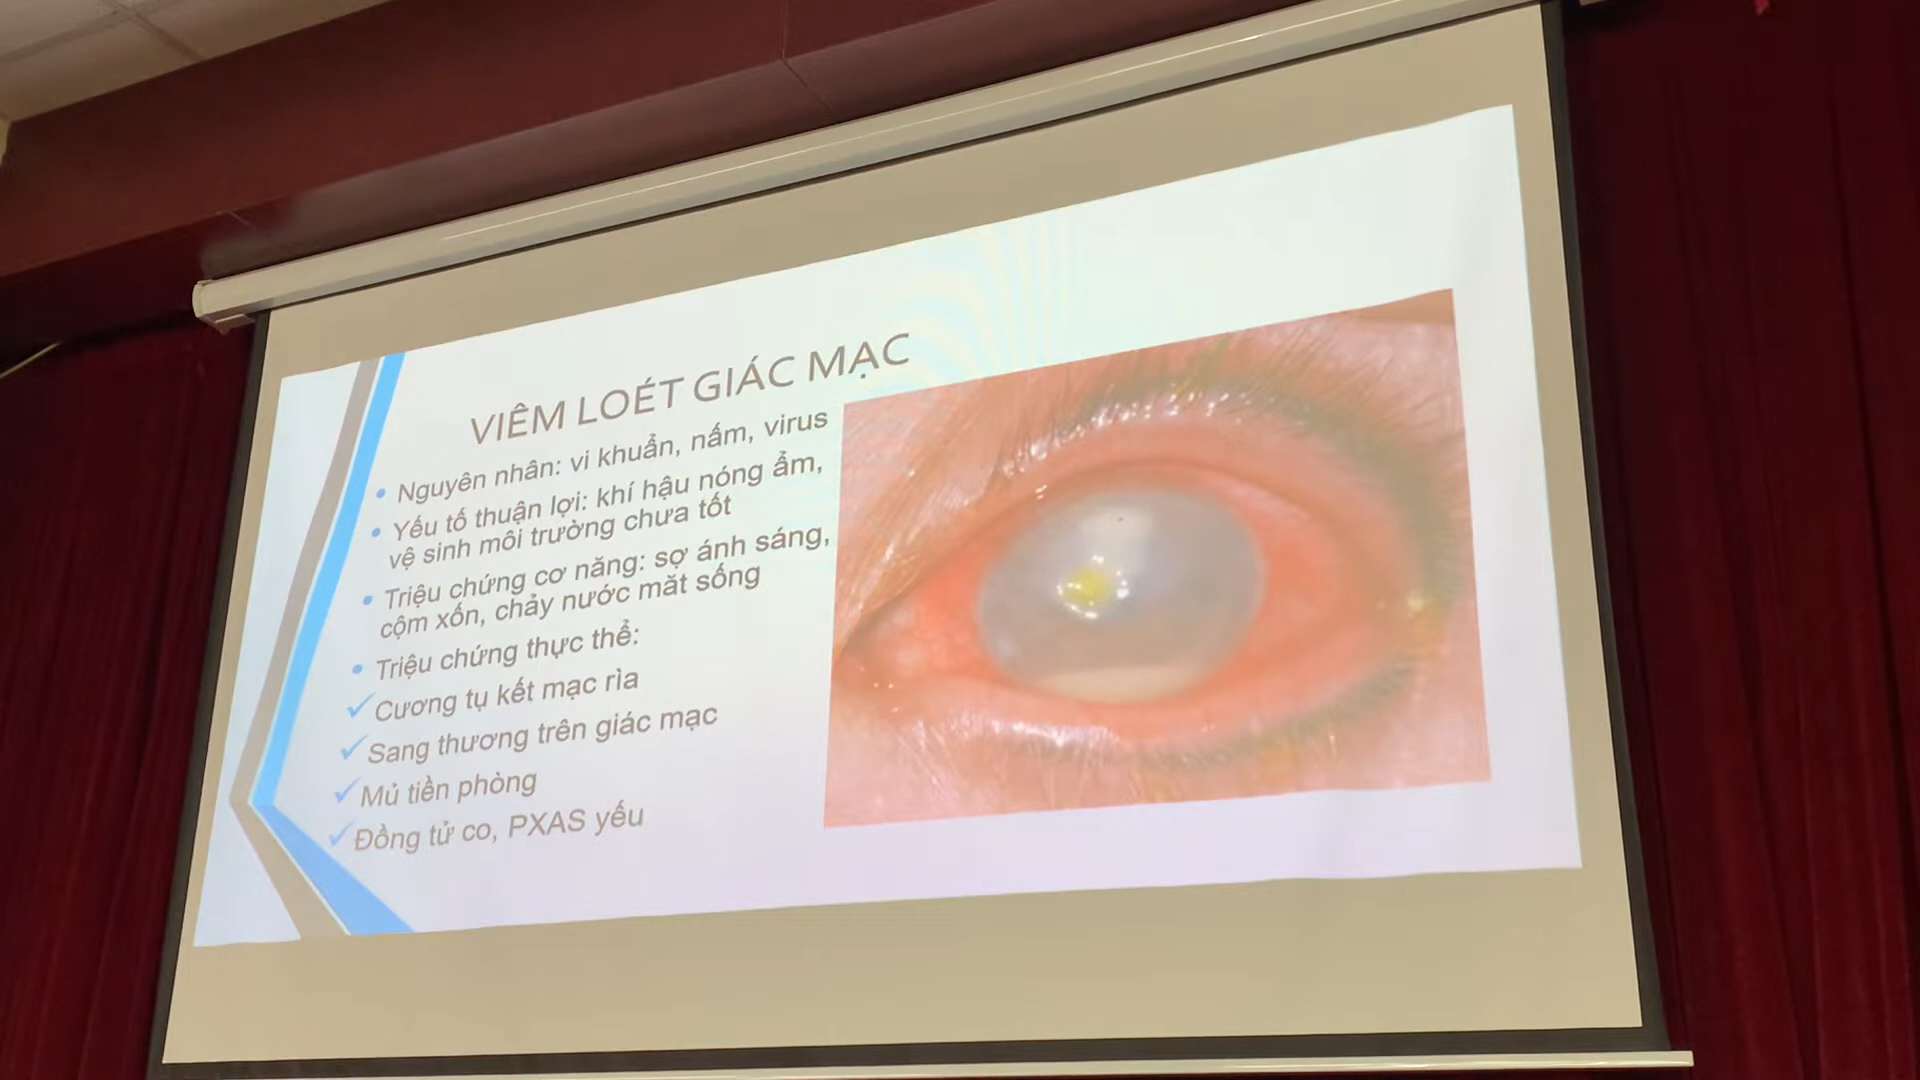 VIÊM LOÉT GIÁC MẠC
• Nguyên nhân: vi khuẩn, nấm, virus
• Yếu tố thuận lợi: khí hậu nóng ẩm,
vệ sinh môi trường chưa tốt
• Triệu chứng cơ năng: sợ ánh sáng,
cộm xốn, chảy nước măt sống
• Triệu chứng thực thể:
✓ Cương tụ kết mạc rìa
✓ Sang thương trên giác mạc
✓ Mủ tiền phòng
✓ Đồng tử co, PXAS yếu